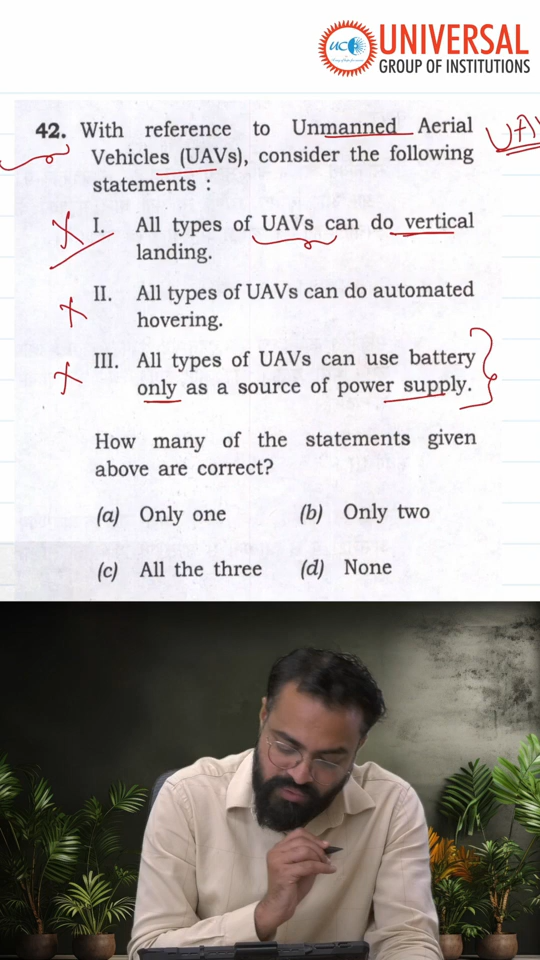 UCO
UNIVERSAL
GROUP OF INSTITUTIONS
42. With reference to Unmanned Aerial
UAV
Vehicles (UAVs), consider the following
statements :
I. All types of UAVs can do vertical
landing.
II. All types of UAVs can do automated
hovering.
III. All types of UAVs can use battery
only as a source of power supply.
How many of the statements given
above are correct?
(a) Only one (b) Only two
(c) All the three (d) None